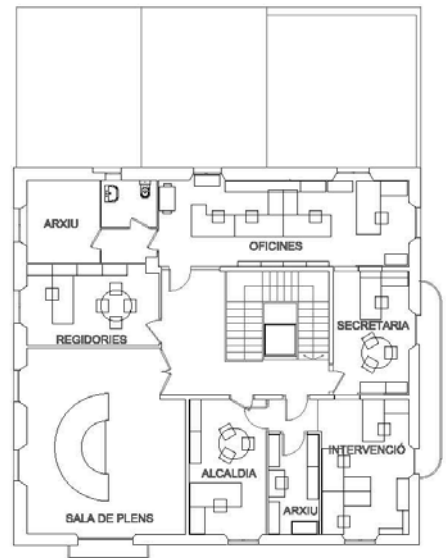 ARXIU
OFICINES
SECRETARIA
REGIDORIES
INTERVENCIÓ
ALCALDIA
ARXIU
SALA DE PLENS